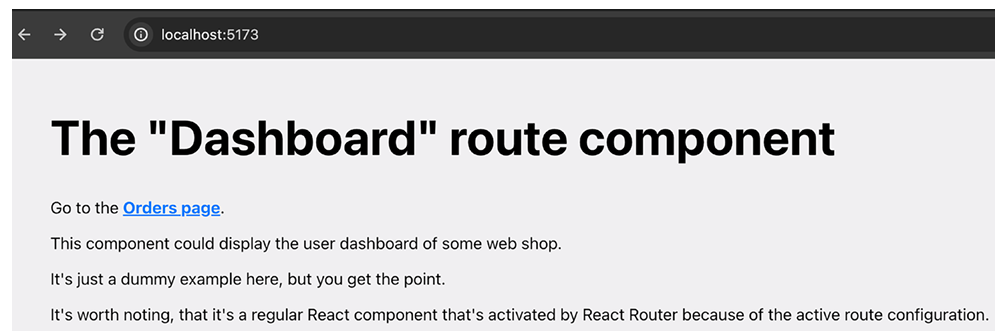 localhost:5173
The "Dashboard" route component
Go to the Orders page.
This component could display the user dashboard of some web shop.
It's just a dummy example here, but you get the point.
It's worth noting, that it's a regular React component that's activated by React Router because of the active route configuration.